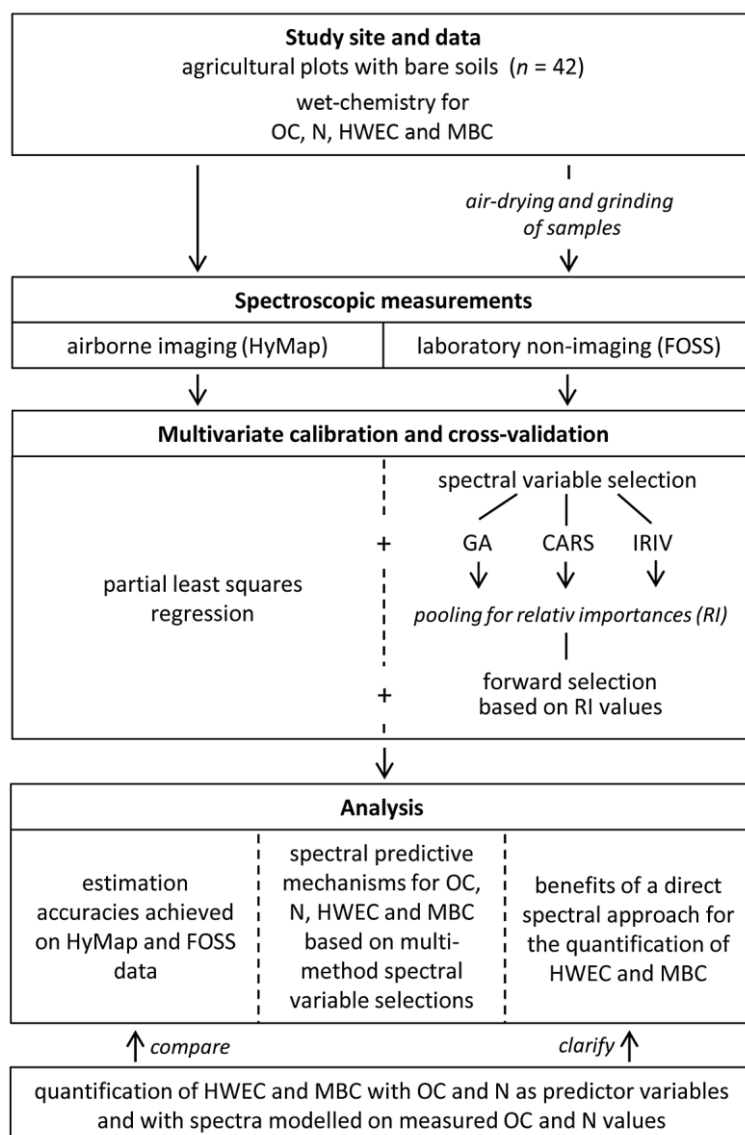 Study site and data
agricultural plots with bare soils (n = 42)
wet-chemistry for
OC, N, HWEC and MBC
air-drying and grinding
of samples
Spectroscopic measurements
airborne imaging (HyMap)
laboratory non-imaging (FOSS)
Multivariate calibration and cross-validation
partial least squares
regression
+
+
spectral variable selection
GA CARS IRIV
pooling for relativ importances (RI)
forward selection
based on RI values
Analysis
estimation
accuracies achieved
on HyMap and FOSS
data
spectral predictive
mechanisms for OC,
N, HWEC and MBC
based on multi-
method spectral
variable selections
benefits of a direct
spectral approach for
the quantification of
HWEC and MBC
compare
clarify
quantification of HWEC and MBC with OC and N as predictor variables
and with spectra modelled on measured OC and N values